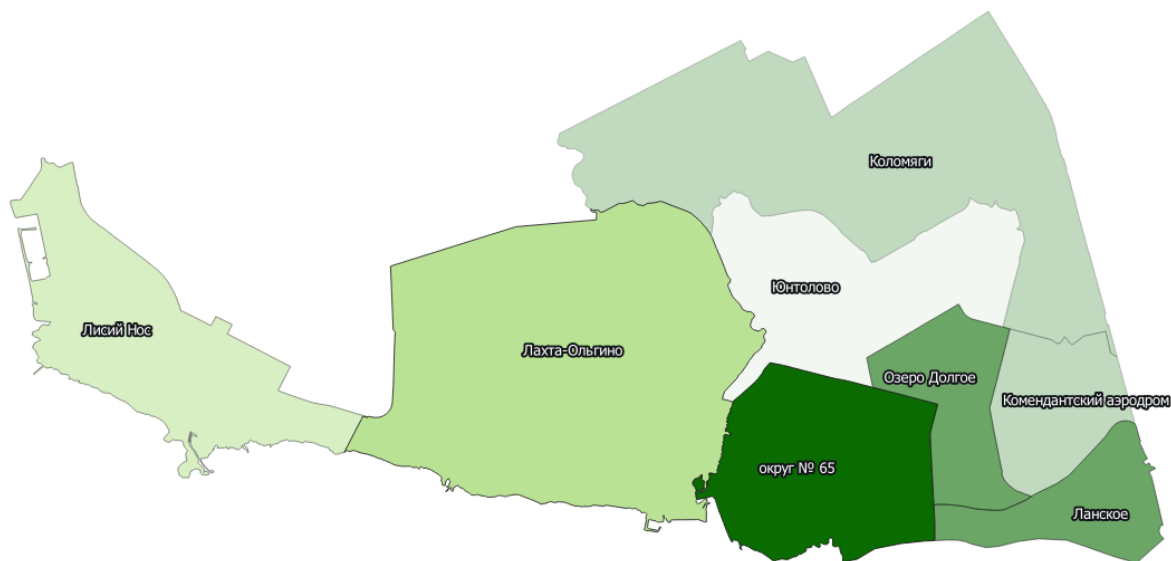 Коломяги
Юнтолово
Лисий Нос
Лахта-Ольгино
Озеро Долгое
Комендантский аэродром
округ № 65
Ланское